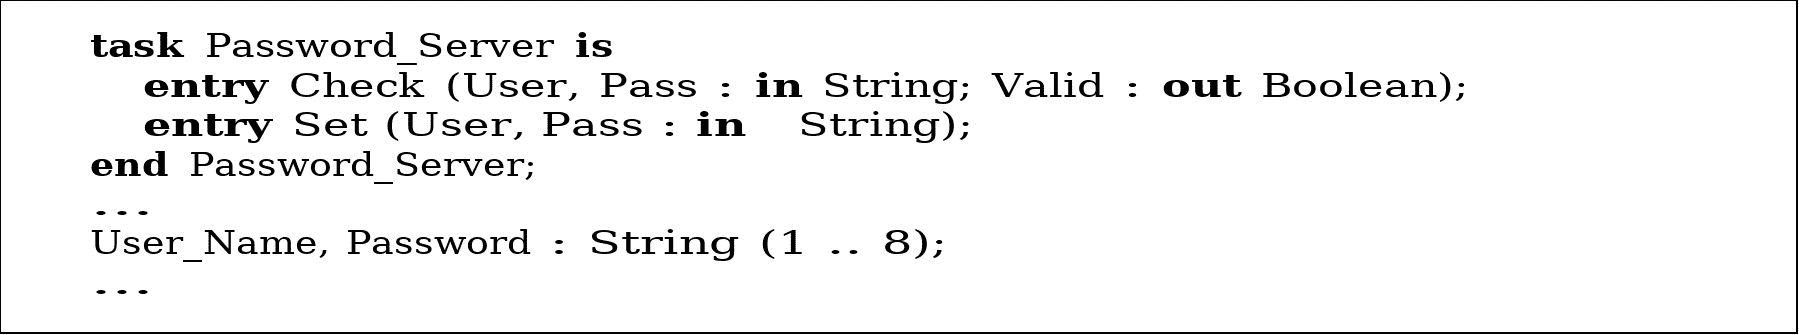 task Password_Server is
entry Check (User, Pass : in String; Valid : out Boolean);
entry Set (User, Pass : in String);
end Password_Server;
...
User_Name, Password : String (1 .. 8);
...